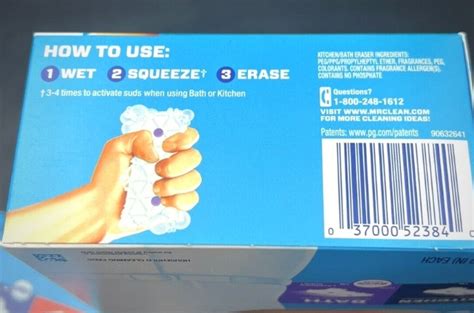 HOW TO USE:
1 WET 2 SQUEEZE† 3 ERASE
† 3-4 times to activate suds when using Bath or Kitchen
KITCHEN/BATH ERASER INGREDIENTS:
PEG/PPG/PROPYLHEPTYL ETHER, FRAGRANCES, PEG,
COLORANTS. CONTAINS FRAGRANCE ALLERGEN(S).
CONTAINS NO PHOSPHATE
Questions?
1-800-248-1612
VISIT WWW.MRCLEAN.COM
FOR MORE CLEANING IDEAS!
Patents: www.pg.com/patents 90632641
0 37000 52384 0
EACH
BATH